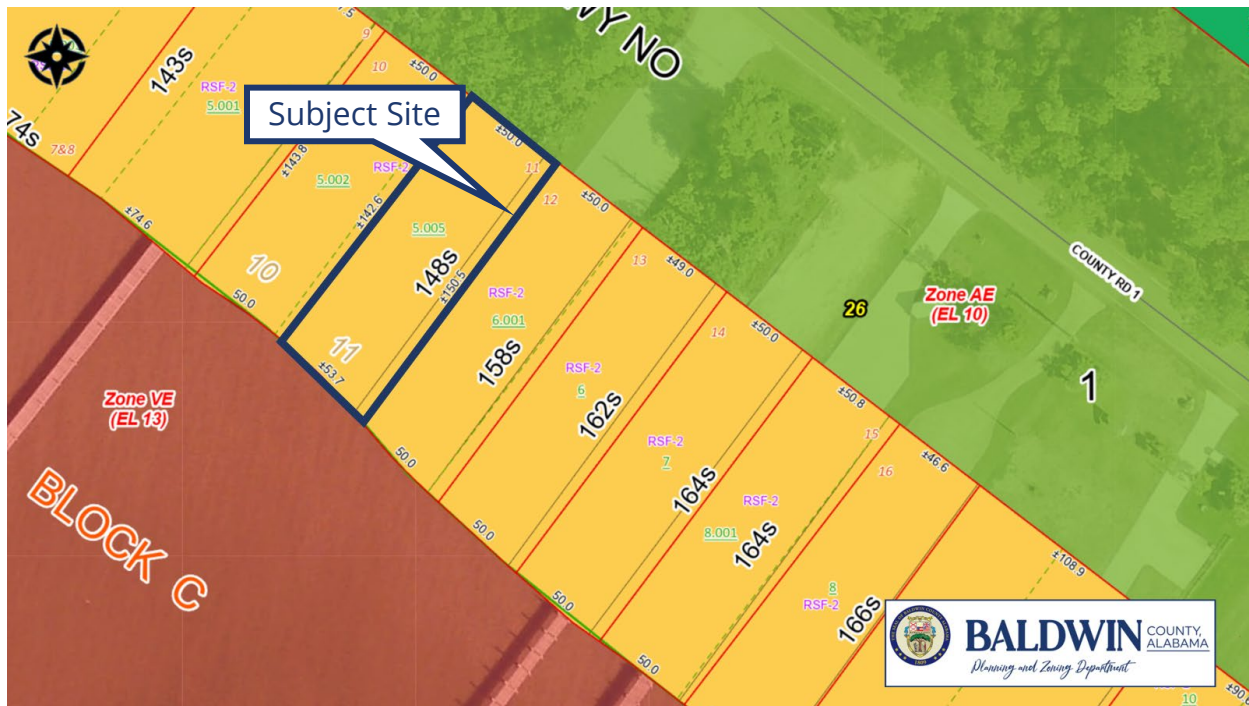 WY NO
±50.0
9
10
143s
RSF-2
5.001
Subject Site
±50.0
74s
7&8
±143.8
RSF-2
5.002
±142.6
11
12
±50.0
13
±49.0
COUNTY RD 1
±74.6
10
5.005
148s
±150.5
RSF-2
6.001
158s
26
Zone AE
(EL 10)
50.0
11
±53.7
14
±50.0
1
RSF-2
6
162s
Zone VE
(EL 13)
±50.8
15
16
±46.6
RSF-2
7
164s
50.0
RSF-2
8.001
164s
BLOCK C
50.0
±108.9
8
RSF-2
166s
50.0
50.0
BALDWIN COUNTY,
ALABAMA
Planning and Zoning Department
10